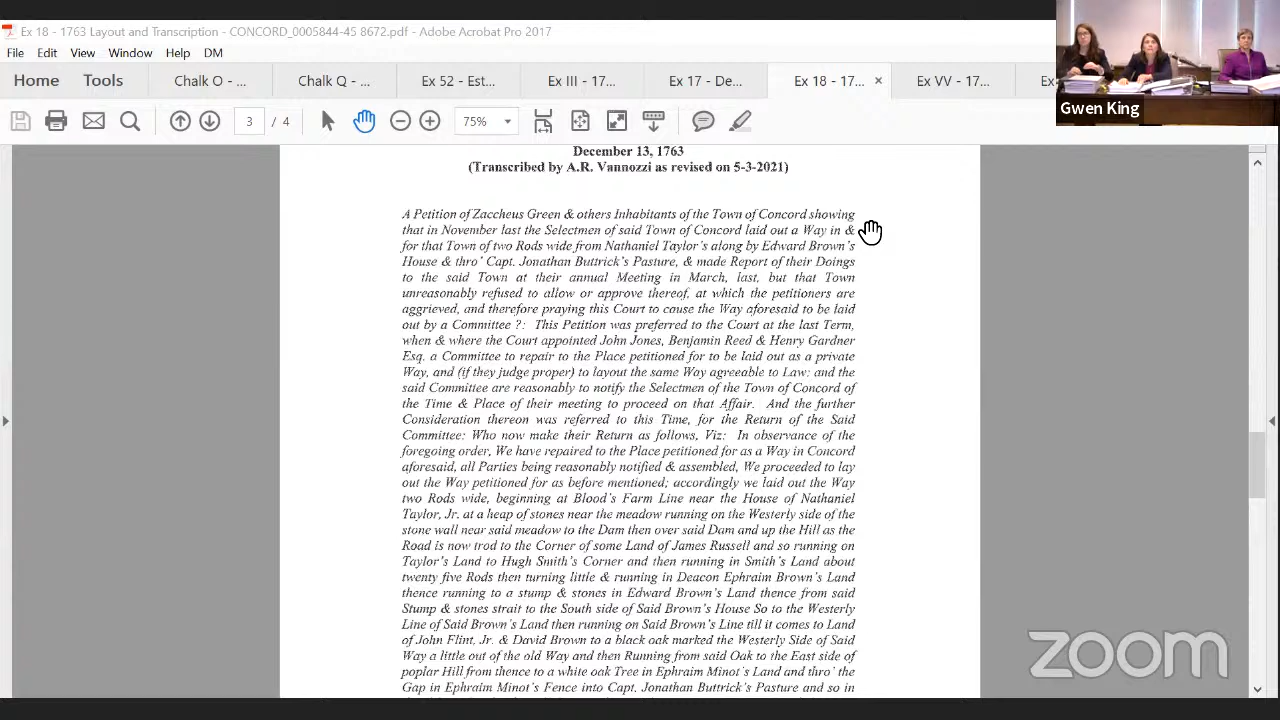 Ex 18 - 1763 Layout and Transcription - CONCORD_0005844-45 8672.pdf - Adobe Acrobat Pro 2017
File Edit View Window Help DM
Home Tools Chalk O - ... Chalk Q - ... Ex 52 - Est... Ex III - 17... Ex 17 - De... Ex 18 - 17... × Ex VV - 17... Ex
Gwen King
3 / 4 75%
December 13, 1763
(Transcribed by A.R. Vannozzi as revised on 5-3-2021)
A Petition of Zaccheus Green & others Inhabitants of the Town of Concord showing
that in November last the Selectmen of said Town of Concord laid out a Way in &
for that Town of two Rods wide from Nathaniel Taylor's along by Edward Brown's
House & thro' Capt. Jonathan Buttrick's Pasture, & made Report of their Doings
to the said Town at their annual Meeting in March, last, but that Town
unreasonably refused to allow or approve thereof, at which the petitioners are
aggrieved, and therefore praying this Court to cause the Way aforesaid to be laid
out by a Committee ?: This Petition was preferred to the Court at the last Term,
when & where the Court appointed John Jones, Benjamin Reed & Henry Gardner
Esq. a Committee to repair to the Place petitioned for to be laid out as a private
Way, and (if they judge proper) to layout the same Way agreeable to Law; and the
said Committee are reasonably to notify the Selectmen of the Town of Concord of
the Time & Place of their meeting to proceed on that Affair. And the further
Consideration thereon was referred to this Time, for the Return of the Said
Committee: Who now make their Return as follows, Viz: In observance of the
foregoing order, We have repaired to the Place petitioned for as a Way in Concord
aforesaid, all Parties being reasonably notified & assembled, We proceeded to lay
out the Way petitioned for as before mentioned; accordingly we laid out the Way
two Rods wide, beginning at Blood's Farm Line near the House of Nathaniel
Taylor, Jr. at a heap of stones near the meadow running on the Westerly side of the
stone wall near said meadow to the Dam then over said Dam and up the Hill as the
Road is now trod to the Corner of some Land of James Russell and so running on
Taylor's Land to Hugh Smith's Corner and then running in Smith's Land about
twenty five Rods then turning little & running in Deacon Ephraim Brown's Land
thence running to a stump & stones in Edward Brown's Land thence from said
Stump & stones strait to the South side of Said Brown's House So to the Westerly
Line of Said Brown's Land then running on Said Brown's Line till it comes to Land
of John Flint, Jr. & David Brown to a black oak marked the Westerly Side of Said
Way a little out of the old Way and then Running from said Oak to the East side of
poplar Hill from thence to a white oak Tree in Ephraim Minot's Land and thro' the
Gap in Ephraim Minot's Fence into Capt. Jonathan Buttrick's Pasture and so in
zoom